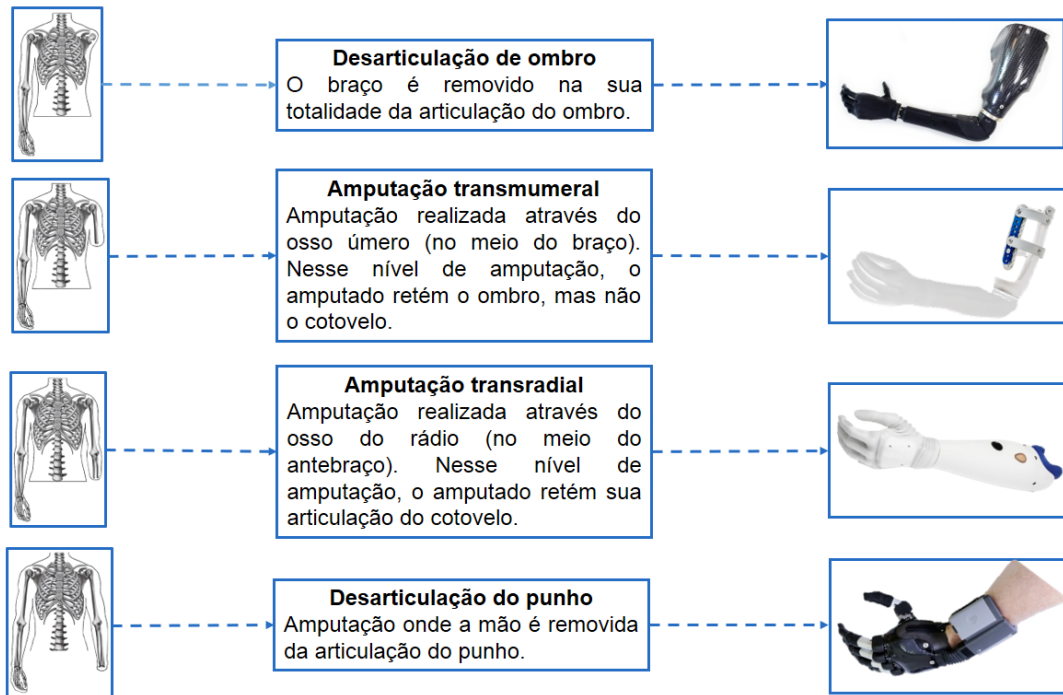 Desarticulação de ombro
O braço é removido na sua
totalidade da articulação do ombro.
Amputação transmumeral
Amputação realizada através do
osso úmero (no meio do braço).
Nesse nível de amputação, o
amputado retém o ombro, mas não
o cotovelo.
Amputação transradial
Amputação realizada através do
osso do rádio (no meio do
antebraço). Nesse nível de
amputação, o amputado retém sua
articulação do cotovelo.
Desarticulação do punho
Amputação onde a mão é removida
da articulação do punho.